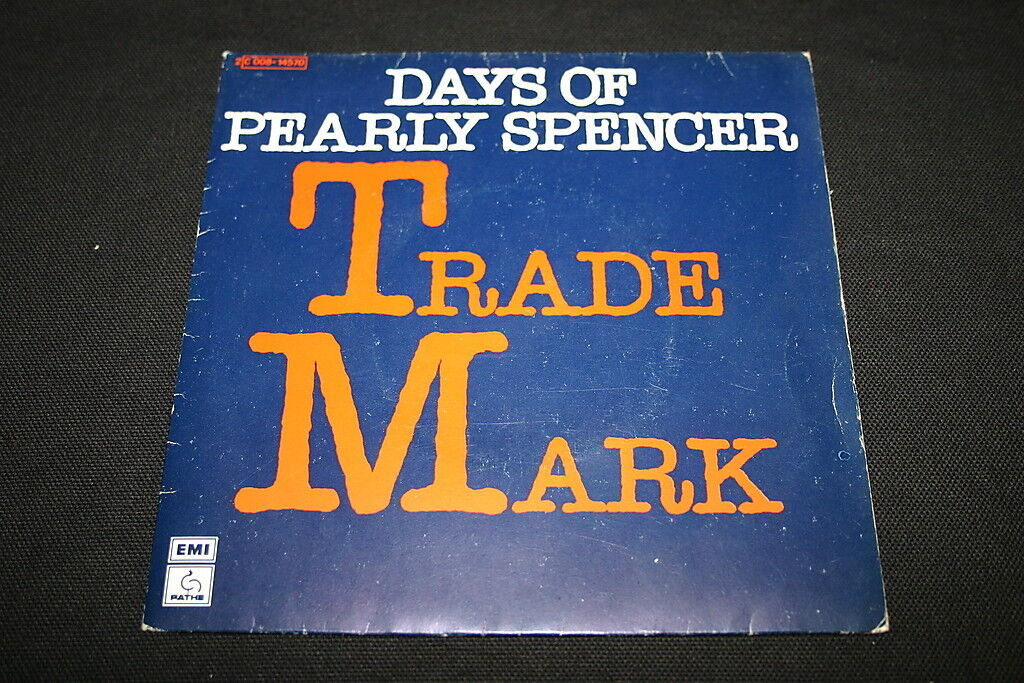 2C 008-14570
DAYS OF
PEARLY SPENCER
TRADE
MARK
EMI
PATHE